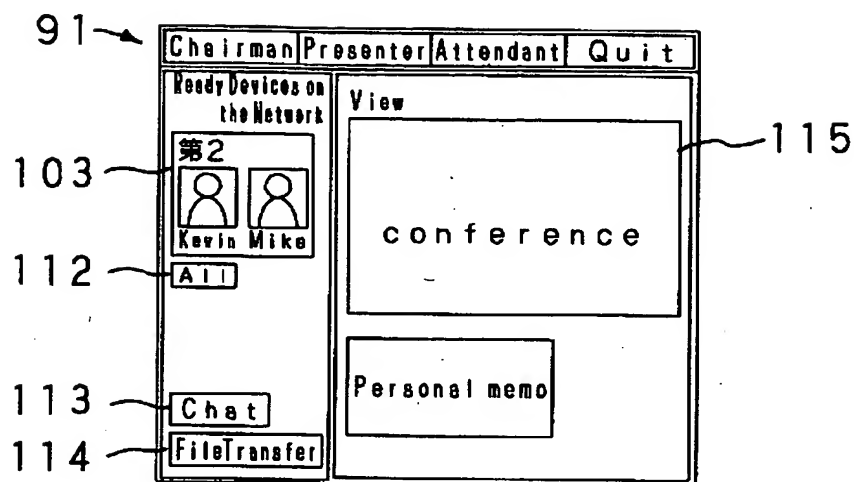 91
Chairman Presenter Attendant Quit
Ready Devices on
the Network
View
第2
115
103
conference
Kevin Mike
112
All
Personal memo
113
Chat
114
FileTransfer